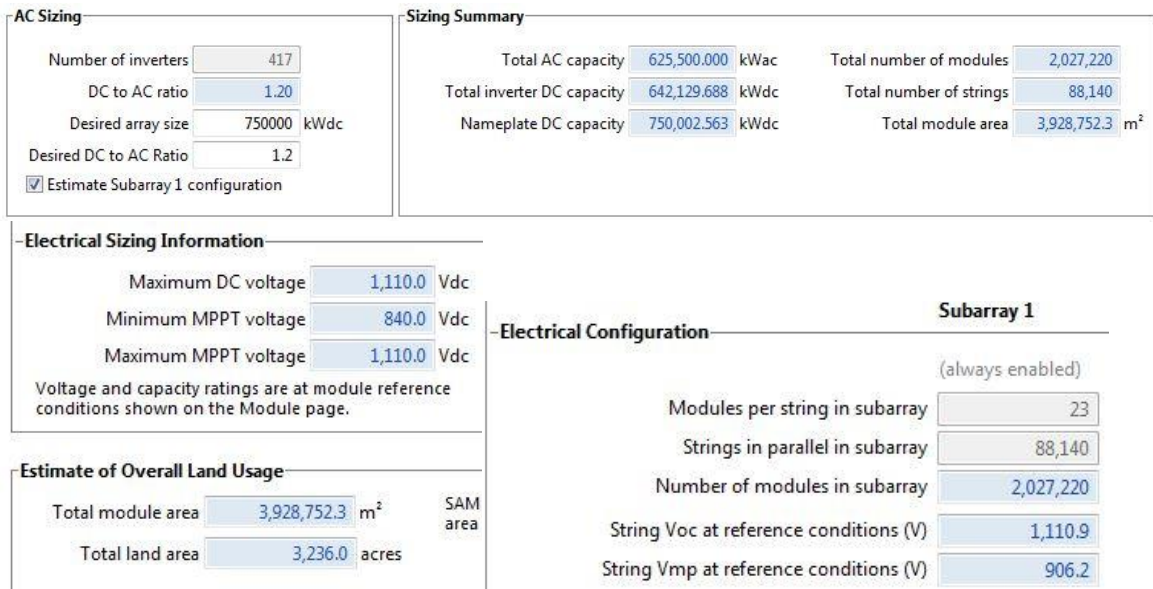 AC Sizing
Number of inverters 417
DC to AC ratio 1.20
Desired array size 750000 kWdc
Desired DC to AC Ratio 1.2
Estimate Subarray 1 configuration
Sizing Summary
Total AC capacity 625,500.000 kWac Total number of modules 2,027,220
Total inverter DC capacity 642,129.688 kWdc Total number of strings 88,140
Nameplate DC capacity 750,002.563 kWdc Total module area 3,928,752.3 m²
Electrical Sizing Information
Maximum DC voltage 1,110.0 Vdc
Minimum MPPT voltage 840.0 Vdc
Maximum MPPT voltage 1,110.0 Vdc
Voltage and capacity ratings are at module reference
conditions shown on the Module page.
Estimate of Overall Land Usage
Total module area 3,928,752.3 m² SAM
area
Total land area 3,236.0 acres
Subarray 1
Electrical Configuration
(always enabled)
Modules per string in subarray 23
Strings in parallel in subarray 88,140
Number of modules in subarray 2,027,220
String Voc at reference conditions (V) 1,110.9
String Vmp at reference conditions (V) 906.2